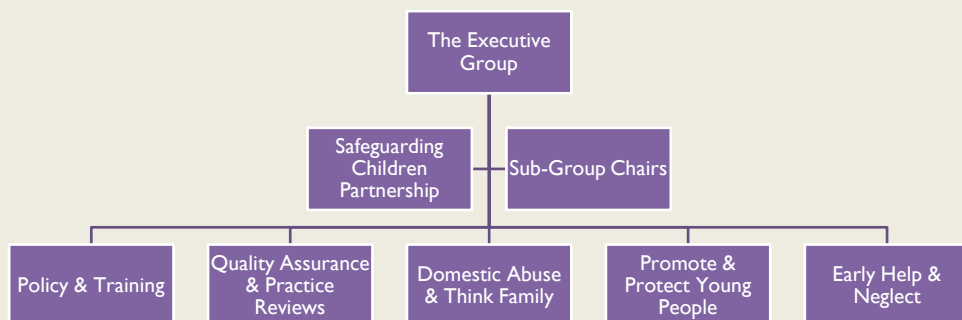 The Executive
Group
Safeguarding
Children
Partnership
Sub-Group Chairs
Policy & Training
Quality Assurance
& Practice
Reviews
Domestic Abuse
& Think Family
Promote &
Protect Young
People
Early Help &
Neglect